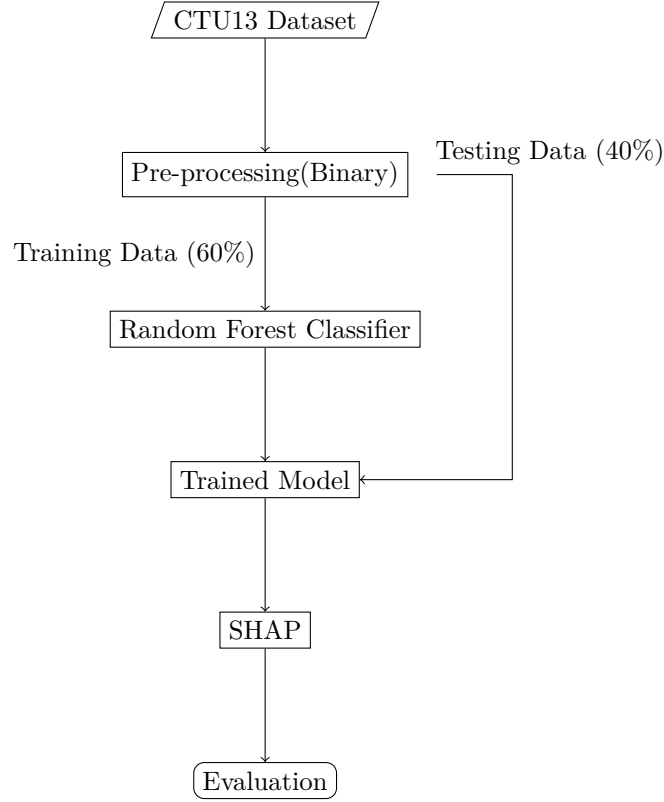 CTU13 Dataset
Pre-processing(Binary)
Testing Data (40%)
Training Data (60%)
Random Forest Classifier
Trained Model
SHAP
Evaluation